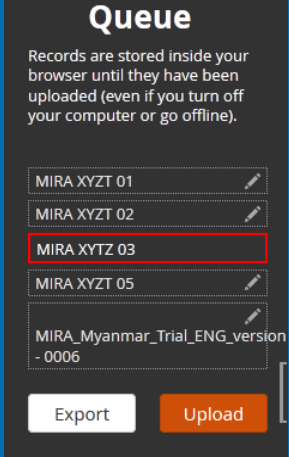 Queue
Records are stored inside your
browser until they have been
uploaded (even if you turn off
your computer or go offline).
MIRA XYZT 01
MIRA XYZT 02
MIRA XYTZ 03
MIRA XYZT 05
MIRA_Myanmar_Trial_ENG_version
- 0006
Export
Upload